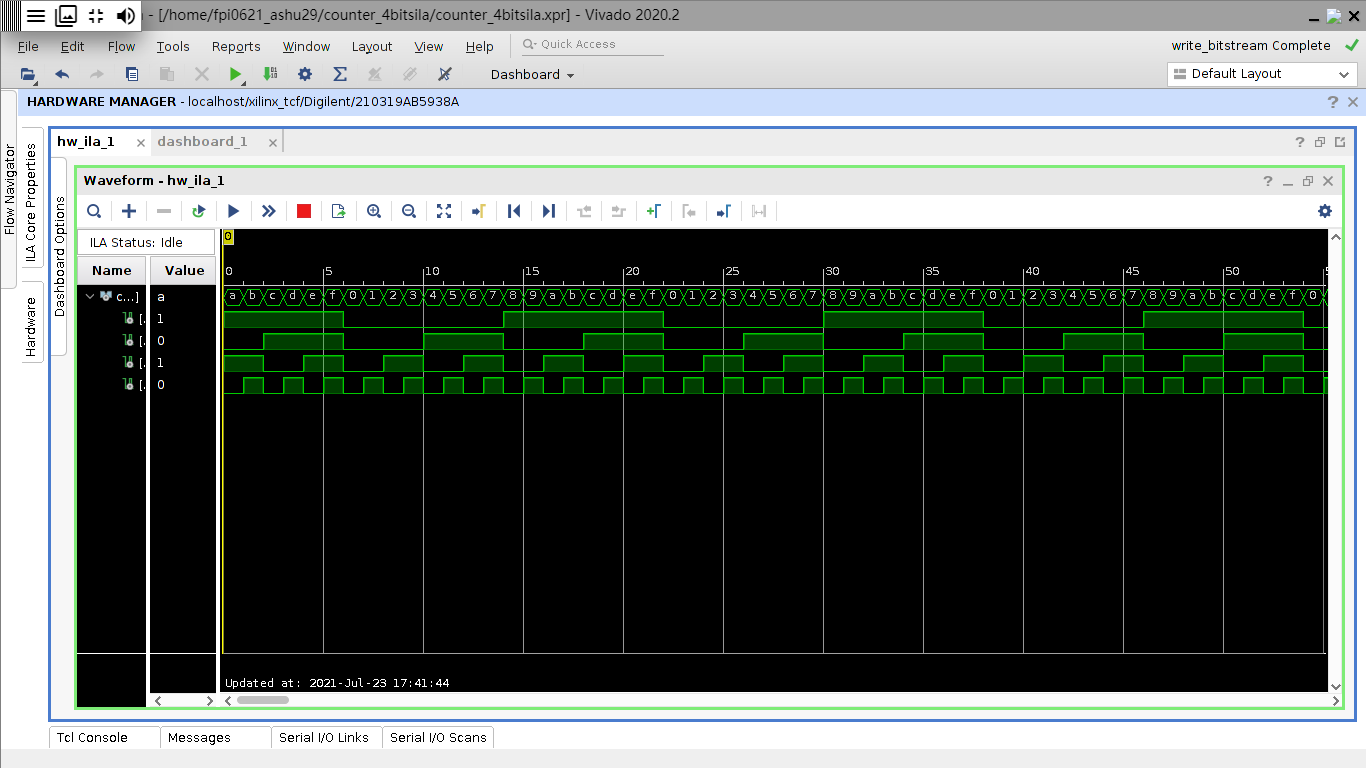 - [/home/fpi0621_ashu29/counter_4bitsila/counter_4bitsila.xpr] - Vivado 2020.2
File Edit Flow Tools Reports Window Layout View Help Quick Access write_bitstream Complete
Dashboard Default Layout
HARDWARE MANAGER - localhost/xilinx_tcf/Digilent/210319AB5938A
Flow Navigator
ILA Core Properties
Hardware
Dashboard Options
hw_ila_1 dashboard_1
Waveform - hw_ila_1
ILA Status: Idle
0
Name Value
0 5 10 15 20 25 30 35 40 45 50
c...] a a b c d e f 0 1 2 3 4 5 6 7 8 9 a b c d e f 0 1 2 3 4 5 6 7 8 9 a b c d e f 0 1 2 3 4 5 6 7 8 9 a b c d e f 0
[. 1
[. 0
[. 1
[. 0
Updated at: 2021-Jul-23 17:41:44
Tcl Console Messages Serial I/O Links Serial I/O Scans